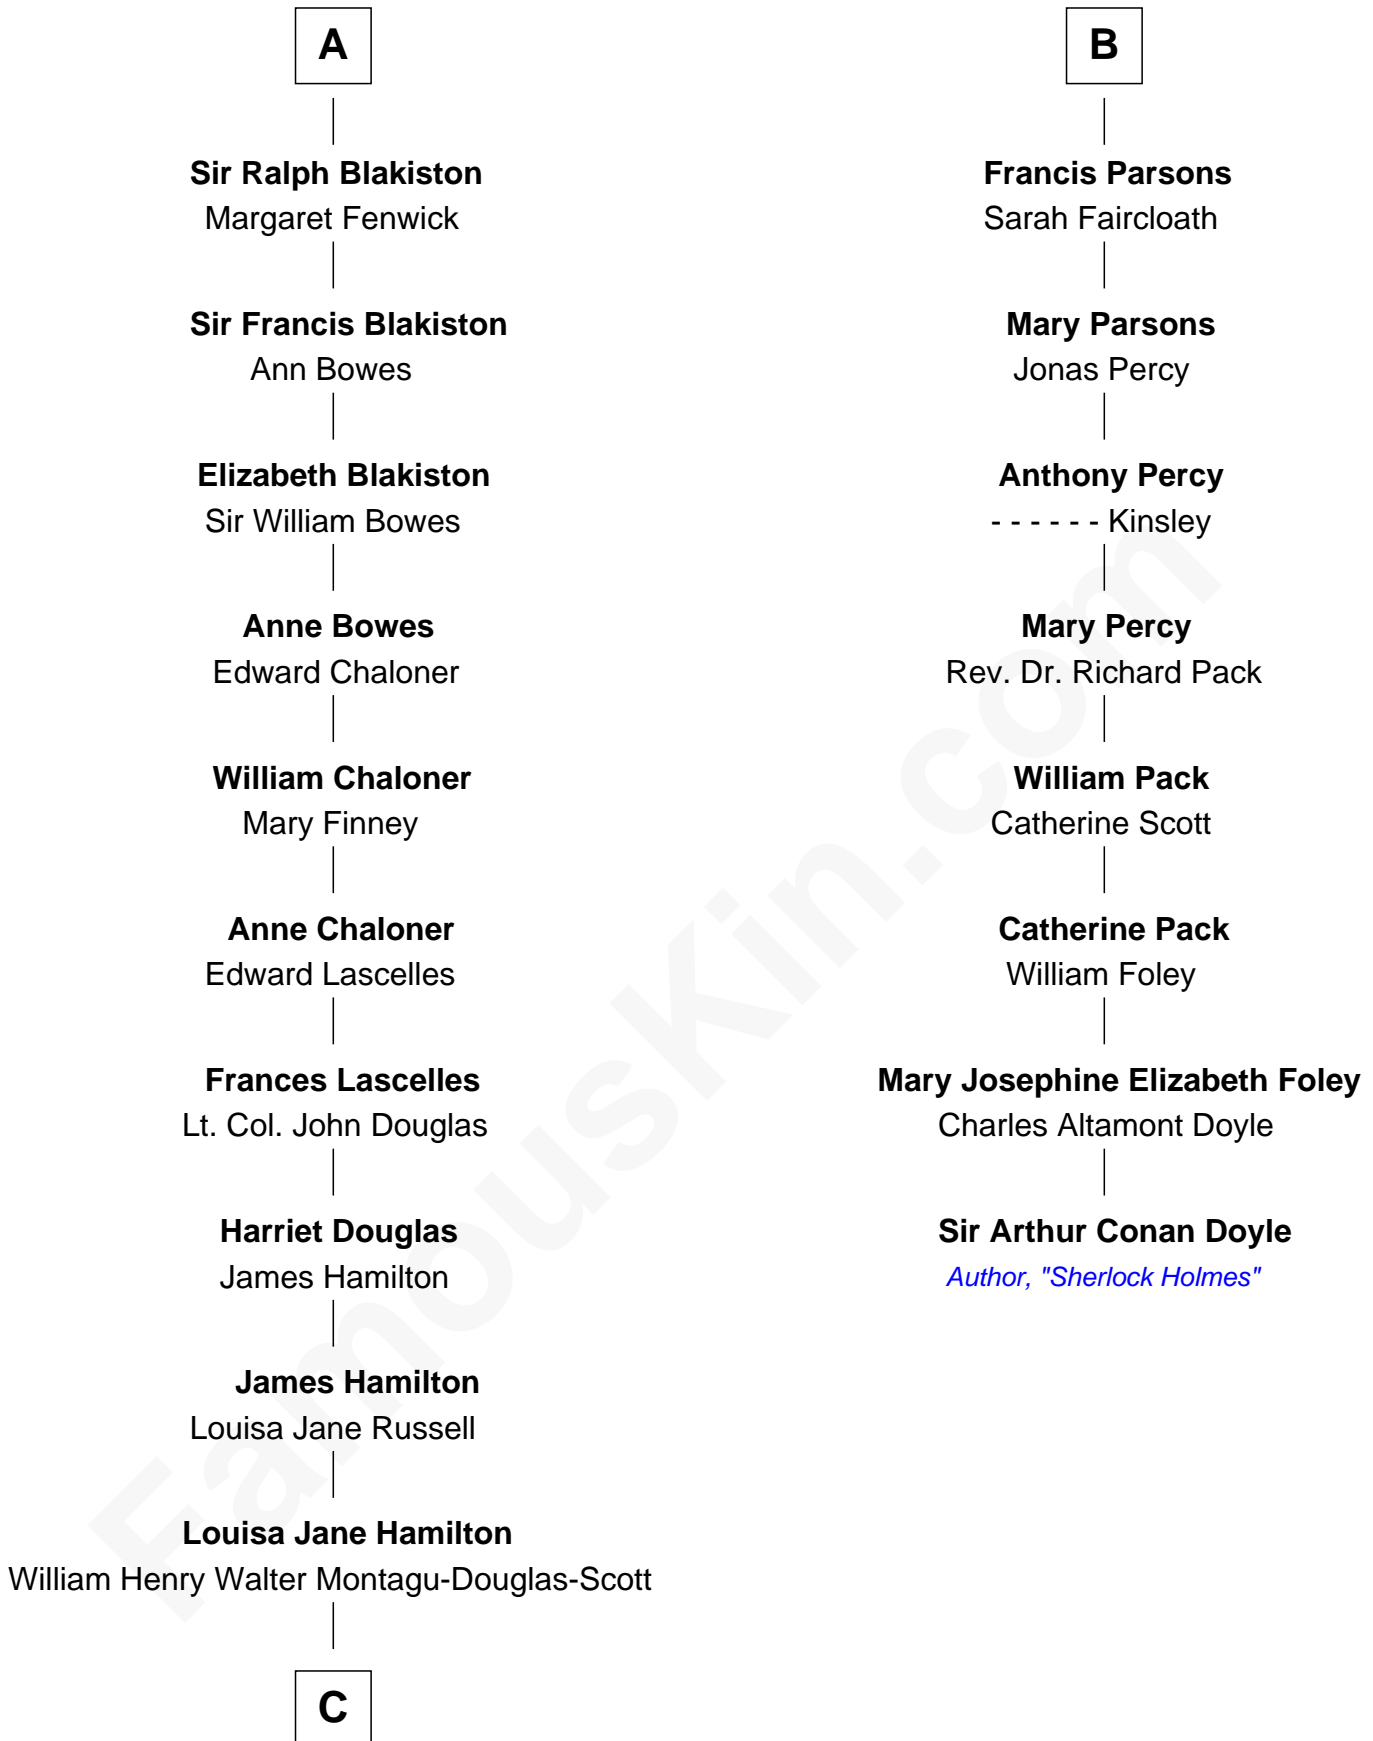 A
Sir Ralph Blakiston
Margaret Fenwick
Sir Francis Blakiston
Ann Bowes
Elizabeth Blakiston
Sir William Bowes
Anne Bowes
Edward Chaloner
William Chaloner
Mary Finney
Anne Chaloner
Edward Lascelles
Frances Lascelles
Lt. Col. John Douglas
Harriet Douglas
James Hamilton
James Hamilton
Louisa Jane Russell
Louisa Jane Hamilton
William Henry Walter Montagu-Douglas-Scott
C
B
Francis Parsons
Sarah Faircloath
Mary Parsons
Jonas Percy
Anthony Percy
- - - - - - Kinsley
Mary Percy
Rev. Dr. Richard Pack
William Pack
Catherine Scott
Catherine Pack
William Foley
Mary Josephine Elizabeth Foley
Charles Altamont Doyle
Sir Arthur Conan Doyle
Author, "Sherlock Holmes"
FamousKin.com